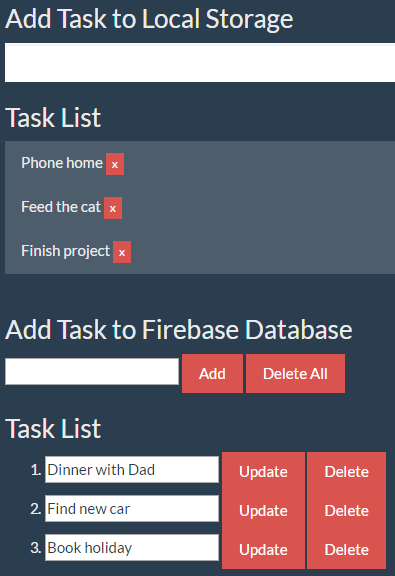 Add Task to Local Storage
Task List
Phone home x
Feed the cat x
Finish project x
Add Task to Firebase Database
Add Delete All
Task List
1. Dinner with Dad Update Delete
2. Find new car Update Delete
3. Book holiday Update Delete